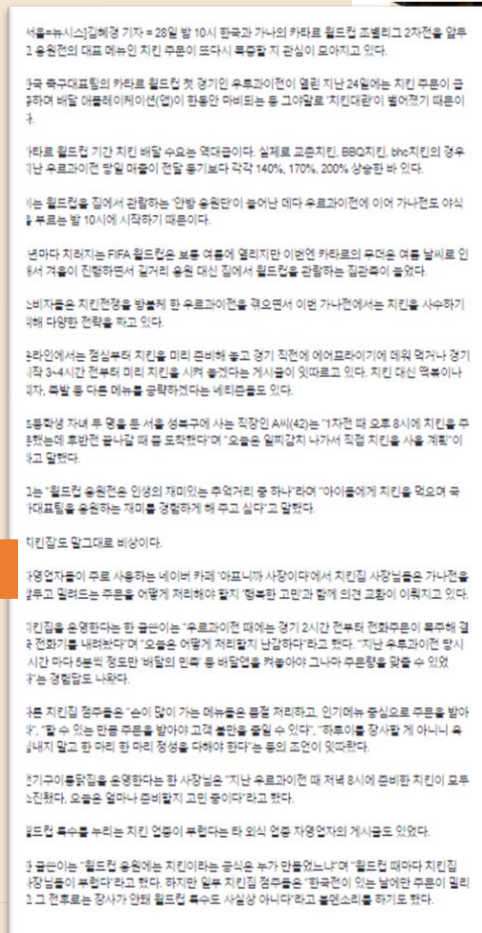 서울=뉴시스]김혜경 기자 = 28일 밤 10시 한국과 가나의 카타르 월드컵 조별리그 2차전을 앞두
고 응원전의 대표 메뉴인 치킨 주문이 또다시 폭증할 지 관심이 모아지고 있다.
한국 축구대표팀의 카타르 월드컵 첫 경기인 우루과이전이 열린 지난 24일에는 치킨 주문이 급
증하며 배달 애플리케이션(앱)이 한동안 마비되는 등 그야말로 '치킨대란'이 벌어졌기 때문이
다.
카타르 월드컵 기간 치킨 배달 수요는 역대급이다. 실제로 교촌치킨, BBQ치킨, bhc치킨의 경우
지난 우루과이전 당일 매출이 전달 동기보다 각각 140%, 170%, 200% 상승한 바 있다.
이는 월드컵을 집에서 관람하는 '안방 응원단'이 늘어난 데다 우루과이전에 이어 가나전도 야식
을 부르는 밤 10시에 시작하기 때문이다.
년마다 치러지는 FIFA 월드컵은 보통 여름에 열리지만 이번엔 카타르의 무더운 여름 날씨로 인
해서 겨울이 진행하면서 길거리 응원 대신 집에서 월드컵을 관람하는 집관족이 늘었다.
소비자들은 치킨전쟁을 방불케 한 우루과이전을 겪으면서 이번 가나전에서는 치킨을 사수하기
위해 다양한 전략을 짜고 있다.
온라인에서는 점심부터 치킨을 미리 준비해 놓고 경기 직전에 에어프라이기에 데워 먹거나 경기
시작 3~4시간 전부터 미리 치킨을 시켜 놓겠다는 게시글이 잇따르고 있다. 치킨 대신 떡볶이나
피자, 족발 등 다른 메뉴를 공략하겠다는 네티즌들도 있다.
초등학생 자녀 두 명을 둔 서울 성북구에 사는 직장인 A씨(42)는 "1차전 때 오후 8시에 치킨을 주
문했는데 후반전 끝나갈 때 쯤 도착했다"며 "오늘은 일찌감치 나가서 직접 치킨을 사올 계획"이
라고 말했다.
그는 "월드컵 응원전은 인생의 재미있는 추억거리 중 하나"라며 "아이들에게 치킨을 먹으며 국
가대표팀을 응원하는 재미를 경험하게 해 주고 싶다"고 말했다.
치킨집'도 말그대로 비상이다.
자영업자들이 주로 사용하는 네이버 카페 '아프니까 사장이다'에서 치킨집 사장님들은 가나전을
앞두고 밀려드는 주문을 어떻게 처리해야 할지 '행복한 고민'과 함께 의견 교환이 이뤄지고 있다.
치킨집을 운영한다는 한 글쓴이는 "우루과이전 때에는 경기 2시간 전부터 전화주문이 폭주해 결
국 전화기를 내려놨다"며 "오늘은 어떻게 처리할지 난감하다"라고 했다. "지난 우루과이전 당시
시간 마다 5분씩 정도만 '배달의 민족' 등 배달앱을 켜놓아야 그나마 주문량을 맞출 수 있었
다"는 경험담도 나왔다.
다른 치킨집 점주들은 "손이 많이 가는 메뉴들은 품절 처리하고, 인기메뉴 중심으로 주문을 받아
라", "할 수 있는 만큼 주문을 받아야 고객 불만을 줄일 수 있다", "하루이틀 장사할 게 아니니 욕
심내지 말고 한 마리 한 마리 정성을 다해야 한다"는 등의 조언이 잇따랐다.
전기구이통닭집을 운영한다는 한 사장님은 "지난 우루과이전 때 저녁 8시에 준비한 치킨이 모두
소진됐다. 오늘은 얼마나 준비할지 고민 중이다"라고 했다.
월드컵 특수를 누리는 치킨 업종이 부럽다는 타 외식 업종 자영업자의 게시글도 있었다.
한 글쓴이는 "월드컵 응원에는 치킨이라는 공식은 누가 만들었느냐"며 "월드컵 때마다 치킨집
사장님들이 부럽다"라고 했다. 하지만 일부 치킨집 점주들은 "한국전이 있는 날에만 주문이 밀리
고 그 전후로는 장사가 안돼 월드컵 특수도 사실상 아니다"라고 볼멘소리를 하기도 했다.